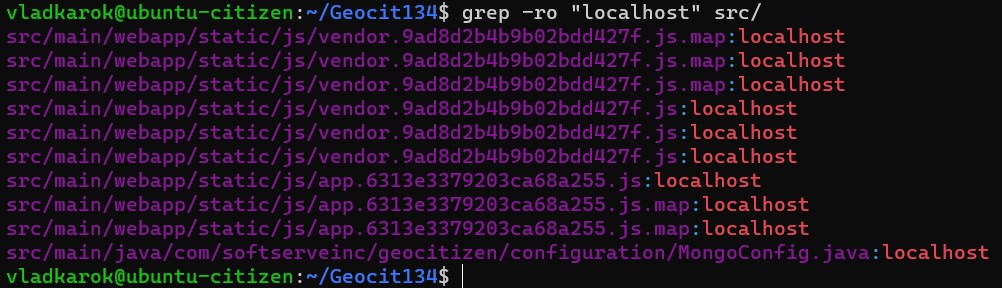 vladkarok@ubuntu-citizen:~/Geocit134$ grep -ro "localhost" src/
src/main/webapp/static/js/vendor.9ad8d2b4b9b02bdd427f.js.map:localhost
src/main/webapp/static/js/vendor.9ad8d2b4b9b02bdd427f.js.map:localhost
src/main/webapp/static/js/vendor.9ad8d2b4b9b02bdd427f.js.map:localhost
src/main/webapp/static/js/vendor.9ad8d2b4b9b02bdd427f.js:localhost
src/main/webapp/static/js/vendor.9ad8d2b4b9b02bdd427f.js:localhost
src/main/webapp/static/js/vendor.9ad8d2b4b9b02bdd427f.js:localhost
src/main/webapp/static/js/app.6313e3379203ca68a255.js:localhost
src/main/webapp/static/js/app.6313e3379203ca68a255.js.map:localhost
src/main/webapp/static/js/app.6313e3379203ca68a255.js.map:localhost
src/main/java/com/softserveinc/geocitizen/configuration/MongoConfig.java:localhost
vladkarok@ubuntu-citizen:~/Geocit134$